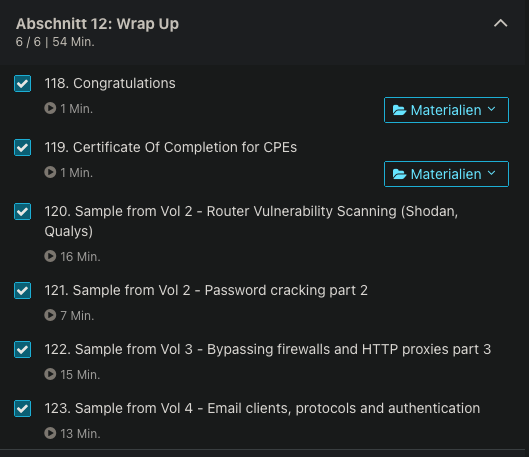 Abschnitt 12: Wrap Up
6 / 6 | 54 Min.
118. Congratulations
1 Min.
Materialien
119. Certificate Of Completion for CPEs
1 Min.
Materialien
120. Sample from Vol 2 - Router Vulnerability Scanning (Shodan,
Qualys)
16 Min.
121. Sample from Vol 2 - Password cracking part 2
7 Min.
122. Sample from Vol 3 - Bypassing firewalls and HTTP proxies part 3
15 Min.
123. Sample from Vol 4 - Email clients, protocols and authentication
13 Min.